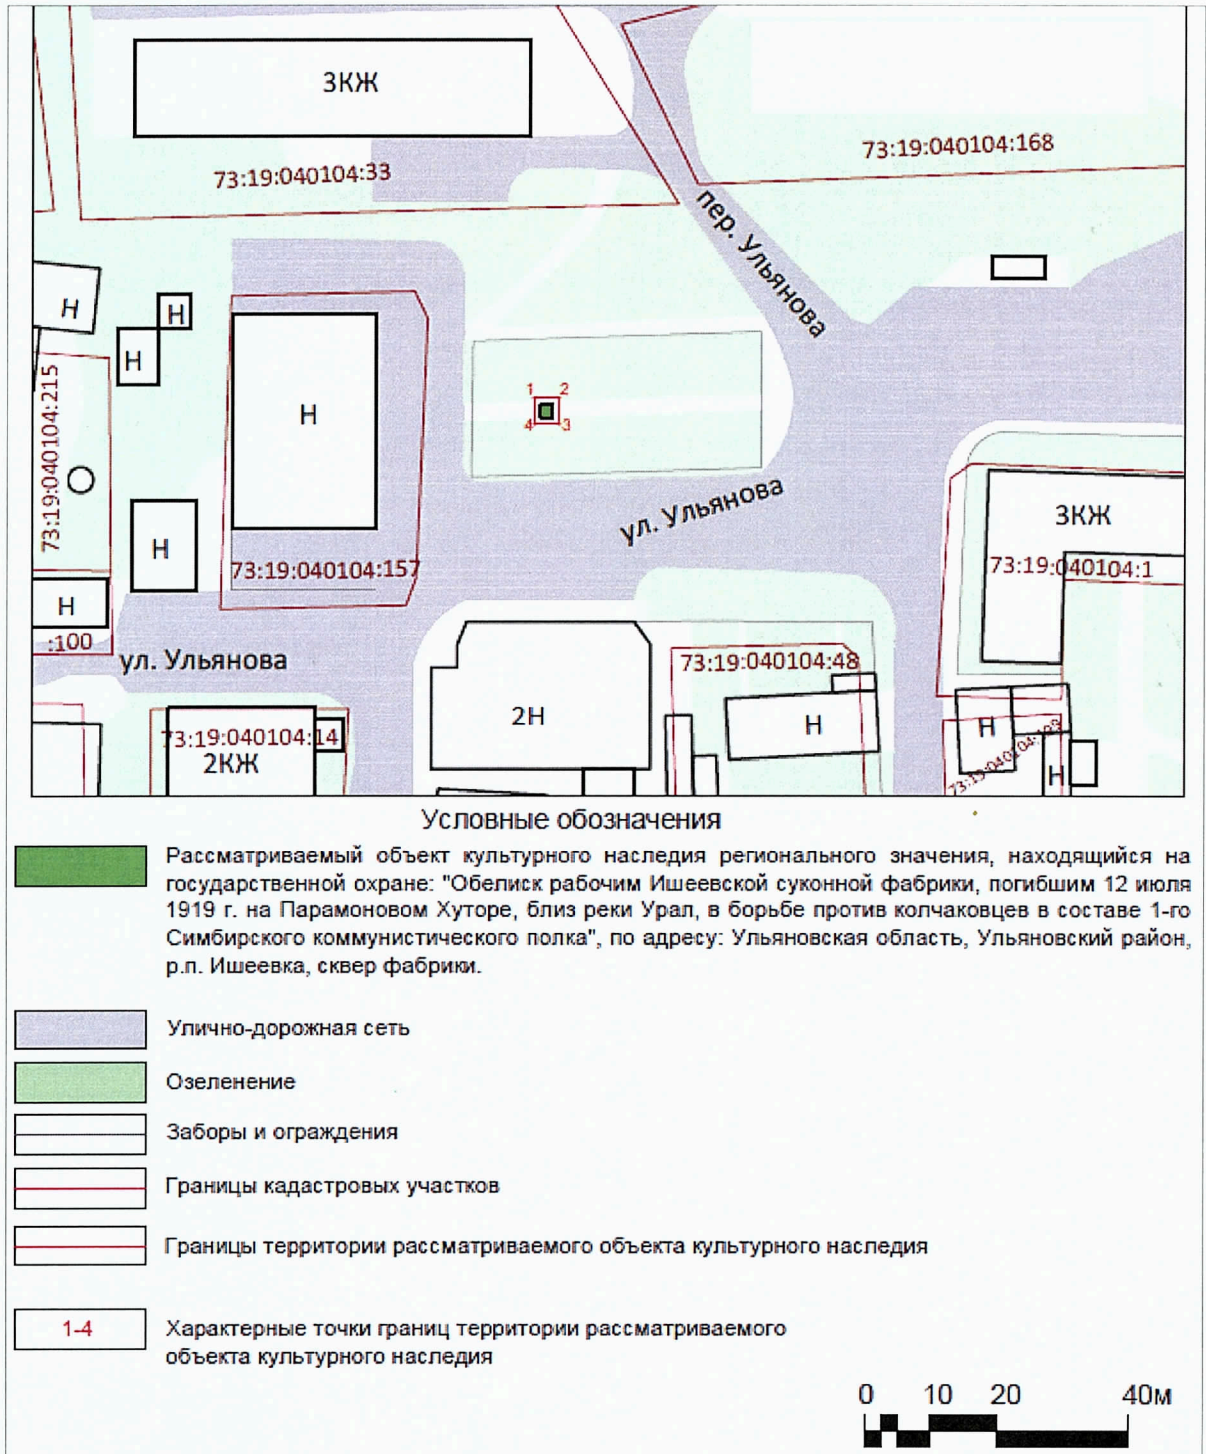 3КЖ
73:19:040104:33
73:19:040104:168
пер. Ульянова
Н
Н
Н
73:19:040104:215
Н
1 2
4 3
ул. Ульянова
3КЖ
Н
73:19:040104:157
73:19:040104:1
Н
:100
ул. Ульянова
73:19:040104:48
2Н
Н
Н
73:19:040104:14
2КЖ
Н
Условные обозначения
Рассматриваемый объект культурного наследия регионального значения, находящийся на
государственной охране: "Обелиск рабочим Ишеевской суконной фабрики, погибшим 12 июля
1919 г. на Парамоновом Хуторе, близ реки Урал, в борьбе против колчаковцев в составе 1-го
Симбирского коммунистического полка", по адресу: Ульяновская область, Ульяновский район,
р.п. Ишеевка, сквер фабрики.
Улично-дорожная сеть
Озеленение
Заборы и ограждения
Границы кадастровых участков
Границы территории рассматриваемого объекта культурного наследия
1-4
Характерные точки границ территории рассматриваемого
объекта культурного наследия
0 10 20 40м